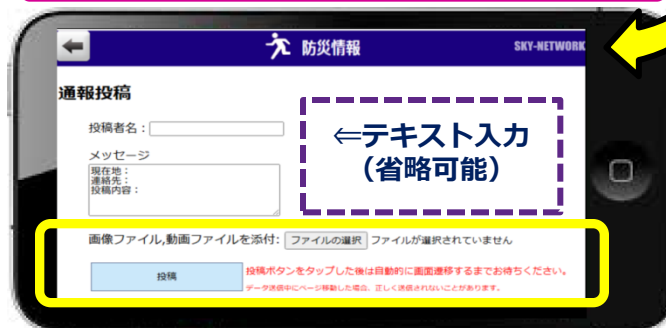 防災情報
SKY-NETWORK
通報投稿
投稿者名：
メッセージ
現在地：
連絡先：
投稿内容：
⇐テキスト入力
（省略可能）
画像ファイル,動画ファイルを添付: ファイルの選択 ファイルが選択されていません
投稿
投稿ボタンをタップした後は自動的に画面遷移するまでお待ちください。
データ送信中にページ移動した場合、正しく送信されないことがあります。